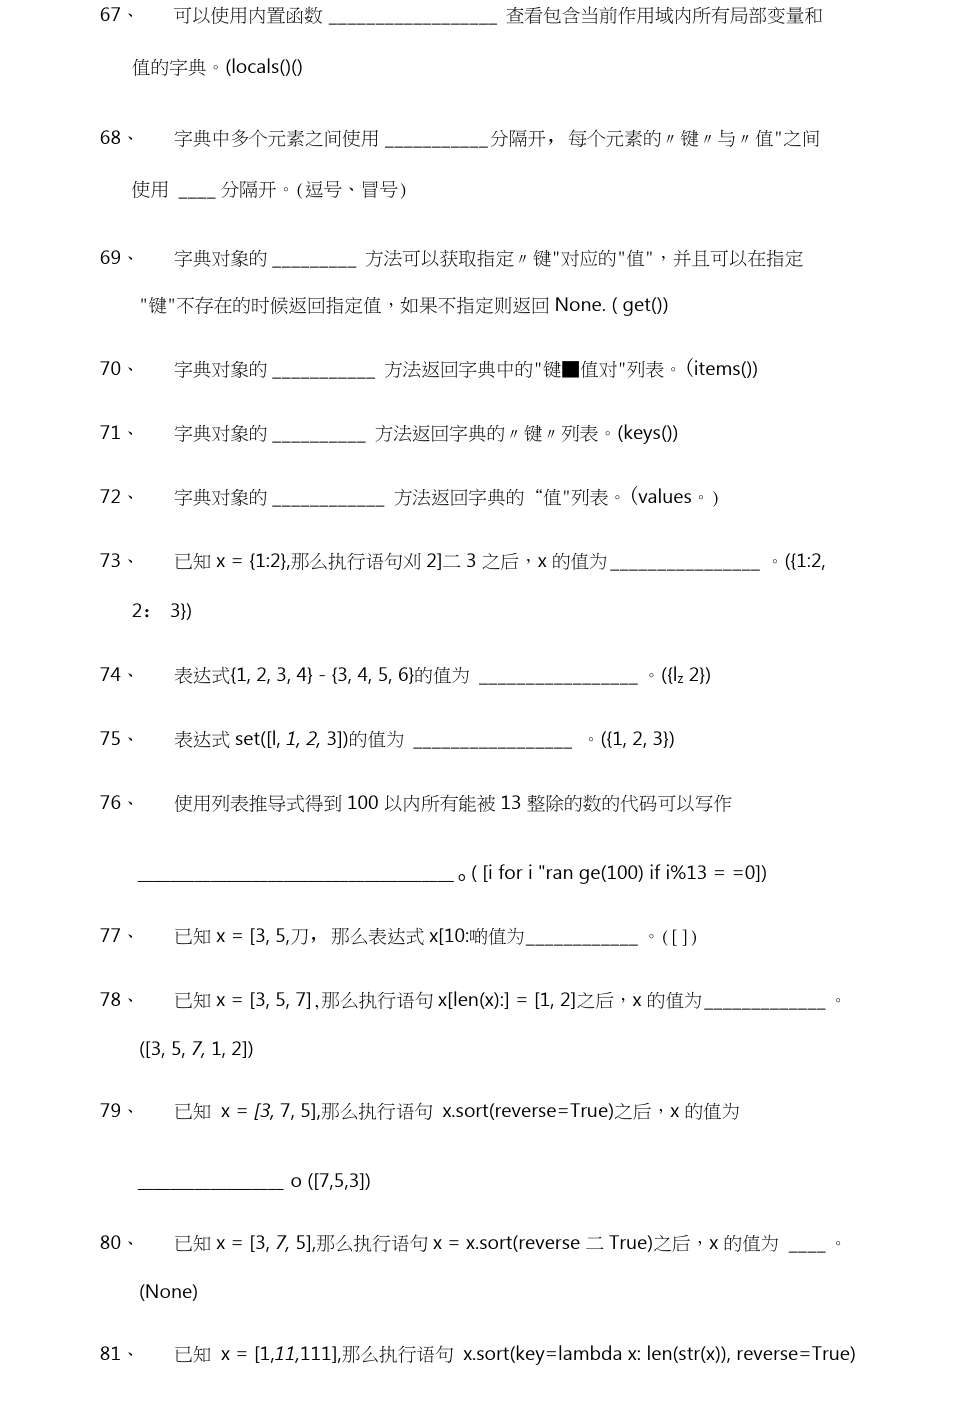 67、 可以使用内置函数 __________________ 查看包含当前作用域内所有局部变量和
值的字典。(locals()()
68、 字典中多个元素之间使用 ___________分隔开，每个元素的〃键〃与〃值"之间
使用 ____ 分隔开。(逗号、冒号)
69、 字典对象的 _________ 方法可以获取指定〃键"对应的"值"，并且可以在指定
"键"不存在的时候返回指定值，如果不指定则返回 None. ( get())
70、 字典对象的 ___________ 方法返回字典中的"键■值对"列表。（items())
71、 字典对象的 __________ 方法返回字典的〃键〃列表。(keys())
72、 字典对象的 ____________ 方法返回字典的“值"列表。（values。)
73、 已知 x = {1:2},那么执行语句刈 2]二 3 之后，x 的值为________________ 。({1:2,
2： 3})
74、 表达式{1, 2, 3, 4} - {3, 4, 5, 6}的值为 _________________ 。({lz 2})
75、 表达式 set([l, 1, 2, 3])的值为 _________________ 。({1, 2, 3})
76、 使用列表推导式得到 100 以内所有能被 13 整除的数的代码可以写作
__________________________________o ( [i for i "ran ge(100) if i%13 = =0])
77、 已知 x = [3, 5,刀，那么表达式 x[10:啲值为____________ 。([ ])
78、 已知 x = [3, 5, 7],那么执行语句 x[len(x):] = [1, 2]之后，x 的值为_____________ 。
([3, 5, 7, 1, 2])
79、 已知 x = [3, 7, 5],那么执行语句 x.sort(reverse=True)之后，x 的值为
________________ o ([7,5,3])
80、 已知 x = [3, 7, 5],那么执行语句 x = x.sort(reverse 二 True)之后，x 的值为 ____ 。
(None)
81、 已知 x = [1,11,111],那么执行语句 x.sort(key=lambda x: len(str(x)), reverse=True)